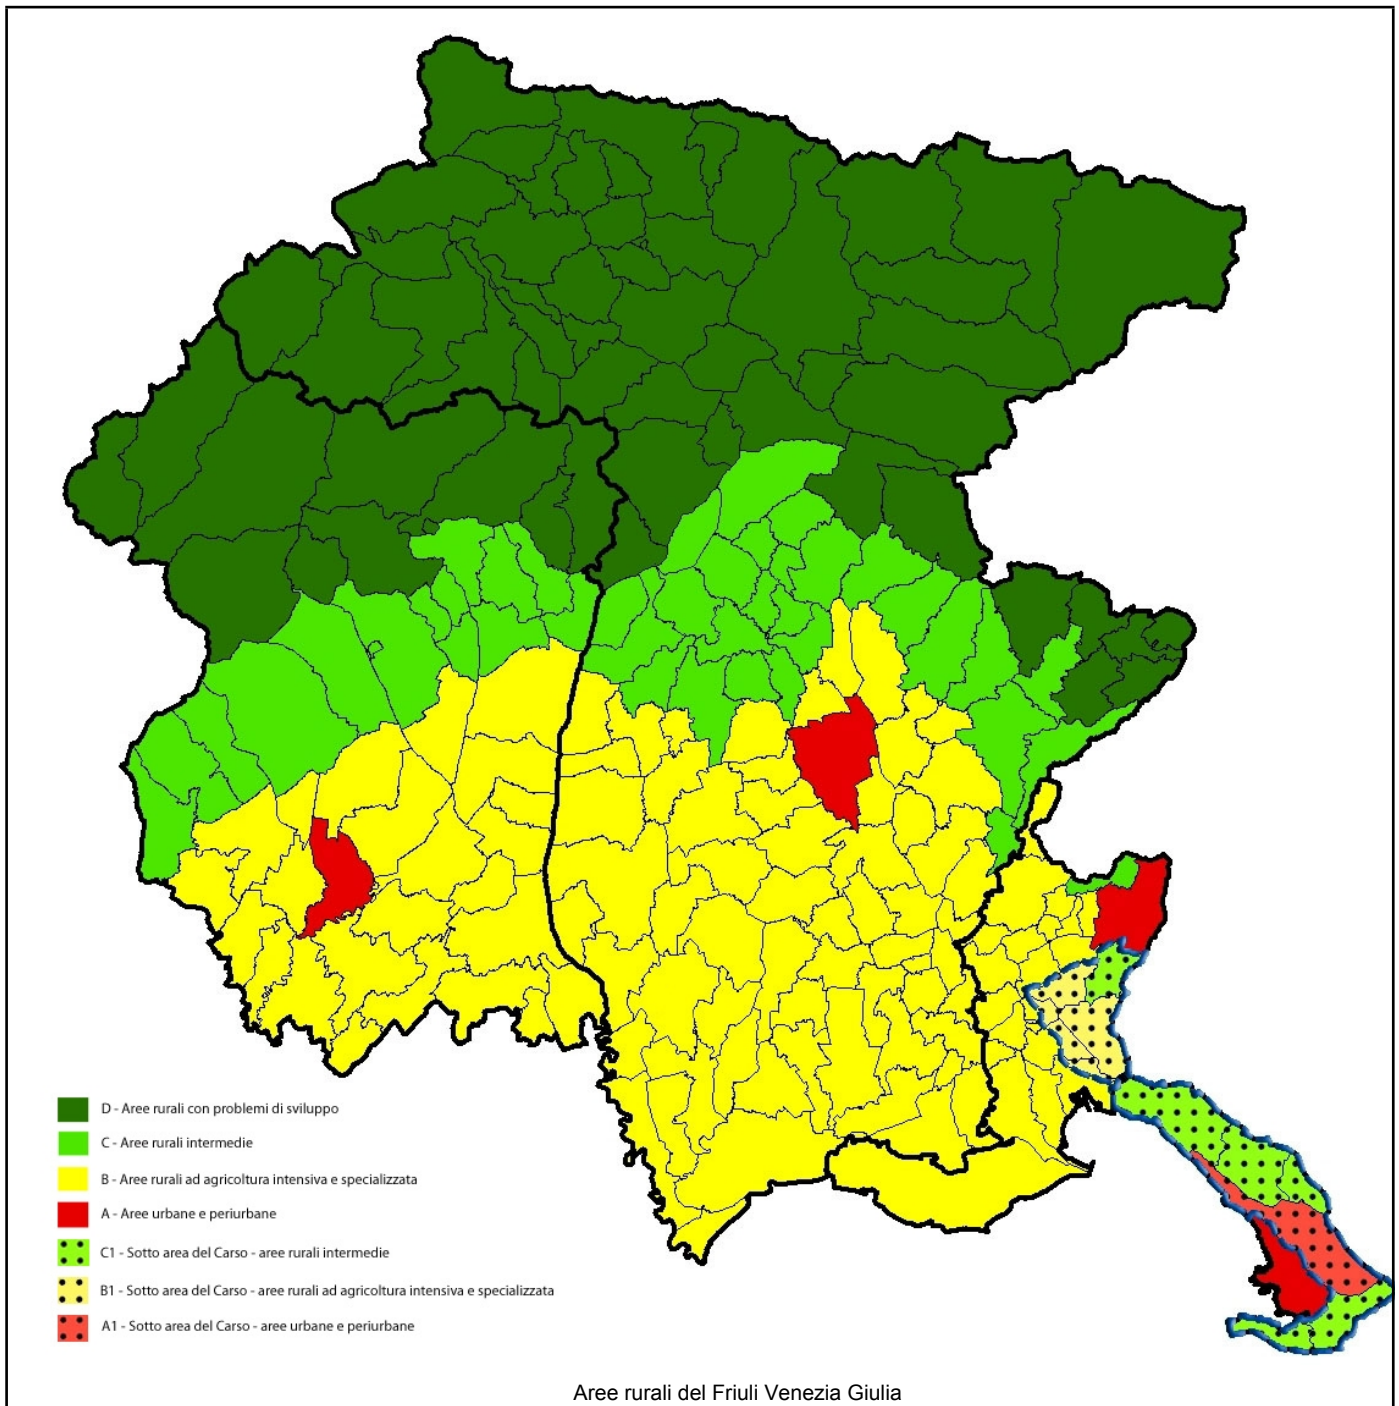 D - Aree rurali con problemi di sviluppo
C - Aree rurali intermedie
B - Aree rurali ad agricoltura intensiva e specializzata
A - Aree urbane e periurbane
C1 - Sotto area del Carso - aree rurali intermedie
B1 - Sotto area del Carso - aree rurali ad agricoltura intensiva e specializzata
A1 - Sotto area del Carso - aree urbane e periurbane
Aree rurali del Friuli Venezia Giulia